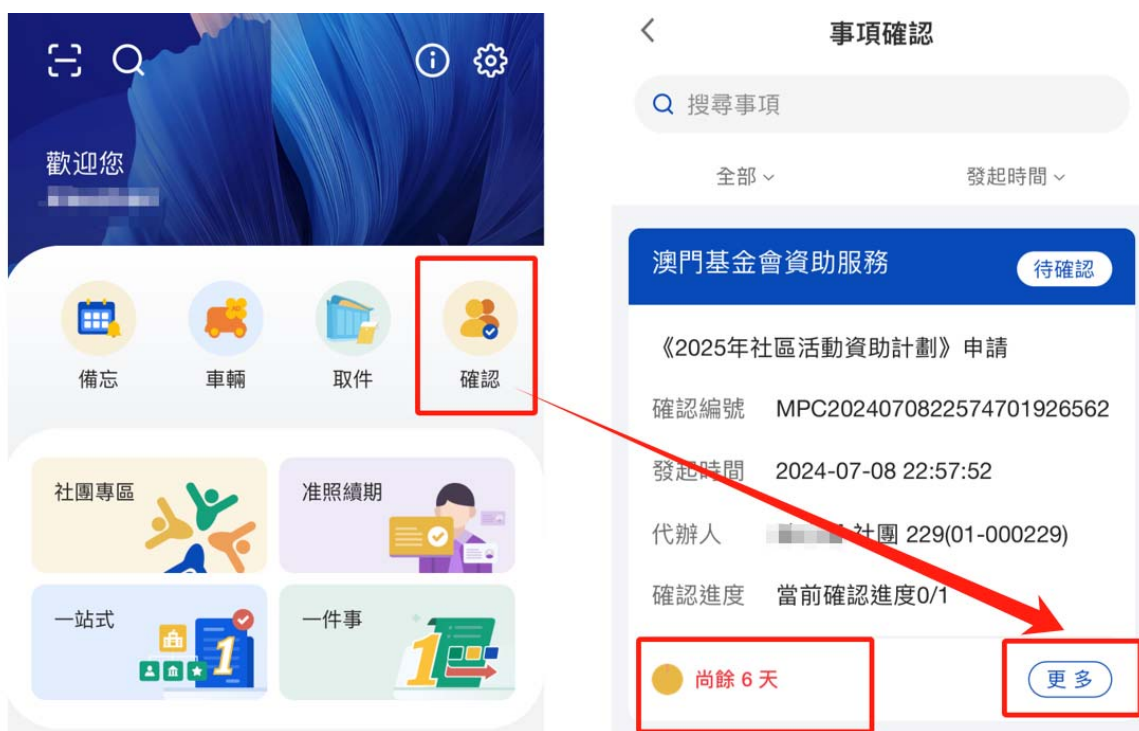 歡迎您
備忘
車輛
取件
確認
社團專區
准照續期
一站式
1
一件事
1
事項確認
搜尋事項
全部
發起時間
澳門基金會資助服務
待確認
《2025年社區活動資助計劃》申請
確認編號 MPC2024070822574701926562
發起時間 2024-07-08 22:57:52
代辦人 社團 229(01-000229)
確認進度 當前確認進度0/1
尚餘 6 天
更多